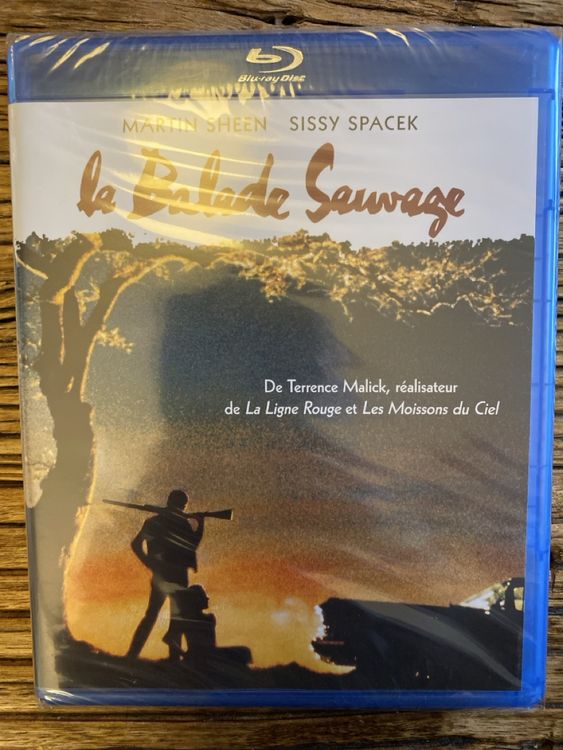 Blu-ray Disc
MARTIN SHEEN SISSY SPACEK
la Balade Sauvage
De Terrence Malick, réalisateur
de La Ligne Rouge et Les Moissons du Ciel